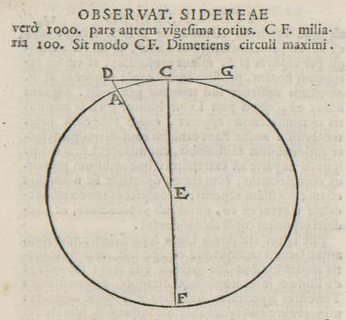 OBSERVAT. SIDEREAE
verò 1000. pars autem vigesima totius. C F. milia-
ria 100. Sit modo CF. Dimetiens circuli maximi.
D C G
A
E
F